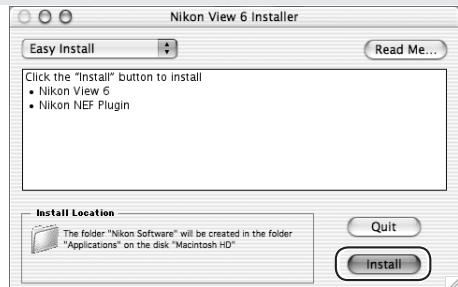 Nikon View 6 Installer
Easy Install
Read Me...
Click the “Install” button to install
• Nikon View 6
• Nikon NEF Plugin
Install Location
The folder "Nikon Software" will be created in the folder
"Applications" on the disk "Macintosh HD"
Quit
Install